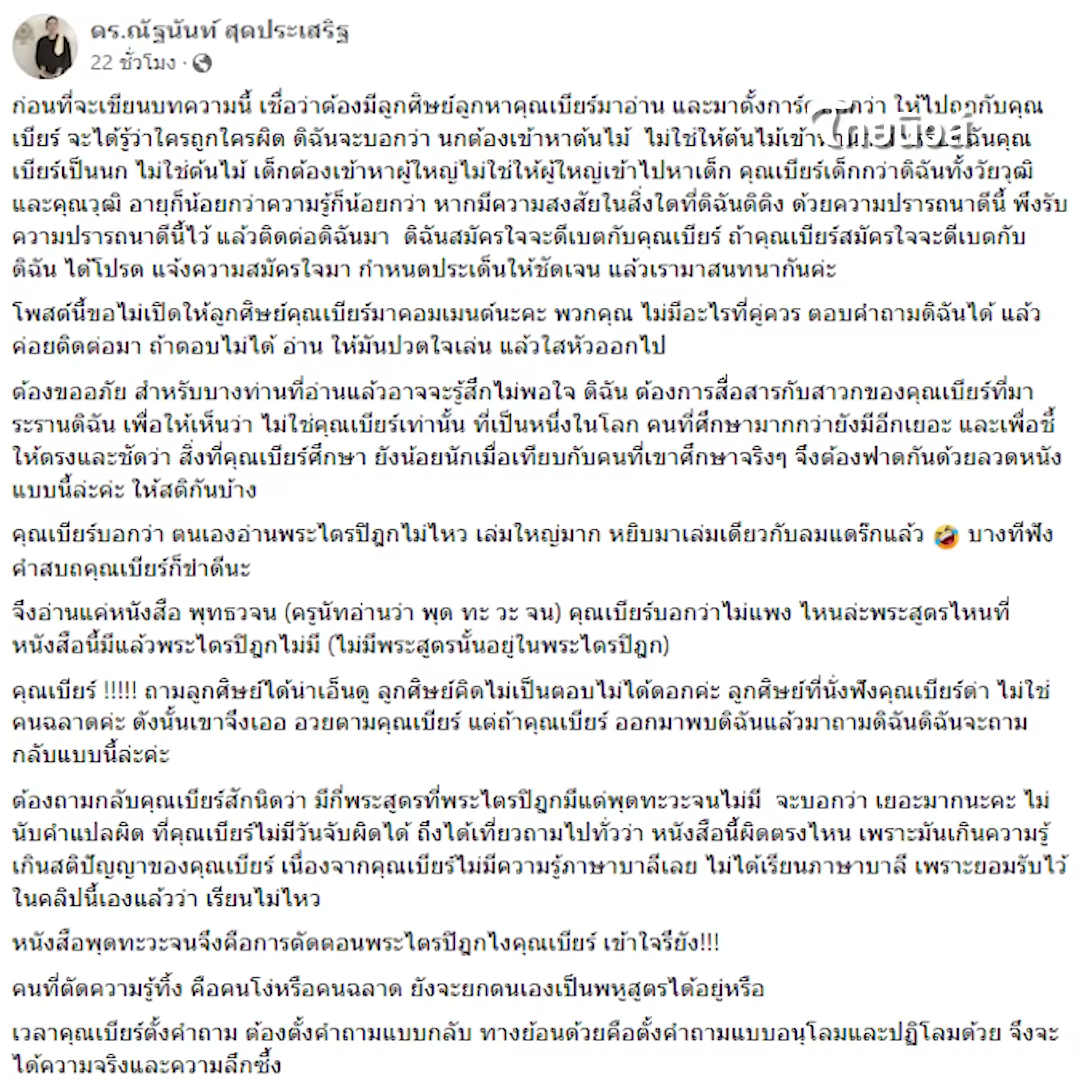 ดร.ณัฐนันท์ สุดประเสริฐ
22 ชั่วโมง ·
ก่อนที่จะเขียนบทความนี้ เชื่อว่าต้องมีลูกศิษย์ลูกหาคุณเบียร์มาอ่าน และมาตั้งการ์ด ให้ไปถกกับคุณ
ไทยนิวส์
เบียร์ จะได้รู้ว่าใครถูกใครผิด ดิฉันจะบอกว่า นกต้องเข้าหาต้นไม้ ไม่ใช่ให้ต้นไม้เข้า
เบียร์เป็นนก ไม่ใช่ต้นไม้ เด็กต้องเข้าหาผู้ใหญ่ไม่ใช่ให้ผู้ใหญ่เข้าไปหาเด็ก คุณเบียร์เด็กกว่าดิฉันทั้งวัยวุฒิ
และคุณวุฒิ อายุก็น้อยกว่าความรู้ก็น้อยกว่า หากมีความสงสัยในสิ่งใดที่ดิฉันติติง ด้วยความปรารถนาดีนี้ พึงรับ
ความปรารถนาดีนี้ไว้ แล้วติดต่อดิฉันมา ดิฉันสมัครใจจะดีเบตกับคุณเบียร์ ถ้าคุณเบียร์สมัครใจจะดีเบตกับ
ดิฉัน ได้โปรด แจ้งความสมัครใจมา กำหนดประเด็นให้ชัดเจน แล้วเรามาสนทนากันค่ะ
โพสต์นี้ขอไม่เปิดให้ลูกศิษย์คุณเบียร์มาคอมเมนต์นะคะ พวกคุณ ไม่มีอะไรที่คู่ควร ตอบคำถามดิฉันได้ แล้ว
ค่อยติดต่อมา ถ้าตอบไม่ได้ อ่าน ให้มันปวดใจเล่น แล้วใสหัวออกไป
ต้องขออภัย สำหรับบางท่านที่อ่านแล้วอาจจะรู้สึกไม่พอใจ ดิฉัน ต้องการสื่อสารกับสาวกของคุณเบียร์ที่มา
ระรานดิฉัน เพื่อให้เห็นว่า ไม่ใช่คุณเบียร์เท่านั้น ที่เป็นหนึ่งในโลก คนที่ศึกษามากกว่ายังมีอีกเยอะ และเพื่อชี้
ให้ตรงและชัดว่า สิ่งที่คุณเบียร์ศึกษา ยังน้อยนักเมื่อเทียบกับคนที่เขาศึกษาจริงๆ จึงต้องฟาดกันด้วยลวดหนัง
แบบนี้ล่ะค่ะ ให้สติกันบ้าง
คุณเบียร์บอกว่า ตนเองอ่านพระไตรปิฎกไม่ไหว เล่มใหญ่มาก หยิบมาเล่มเดียวกับลมแตร๊กแล้ว 🤣 บางทีฟัง
คำสบถคุณเบียร์ก็ขำดีนะ
จึงอ่านแค่หนังสือ พุทธวจน (ครูนัทอ่านว่า พุด ทะ วะ จน) คุณเบียร์บอกว่าไม่แพง ไหนล่ะพระสูตรไหนที่
หนังสือนี้มีแล้วพระไตรปิฎกไม่มี (ไม่มีพระสูตรนั้นอยู่ในพระไตรปิฎก)
คุณเบียร์ !!!!! ถามลูกศิษย์ได้น่าเอ็นดู ลูกศิษย์คิดไม่เป็นตอบไม่ได้ดอกค่ะ ลูกศิษย์ที่นั่งฟังคุณเบียร์ด่า ไม่ใช่
คนฉลาดค่ะ ดังนั้นเขาจึงเออ อวยตามคุณเบียร์ แต่ถ้าคุณเบียร์ ออกมาพบดิฉันแล้วมาถามดิฉันดิฉันจะถาม
กลับแบบนี้ล่ะค่ะ
ต้องถามกลับคุณเบียร์สักนิดว่า มีกี่พระสูตรที่พระไตรปิฎกมีแต่พุดทะวะจนไม่มี จะบอกว่า เยอะมากนะคะ ไม่
นับคำแปลผิด ที่คุณเบียร์ไม่มีวันจับผิดได้ ถึงได้เที่ยวถามไปทั่วว่า หนังสือนี้ผิดตรงไหน เพราะมันเกินความรู้
เกินสติปัญญาของคุณเบียร์ เนื่องจากคุณเบียร์ไม่มีความรู้ภาษาบาลีเลย ไม่ได้เรียนภาษาบาลี เพราะยอมรับไว้
ในคลิปนี้เองแล้วว่า เรียนไม่ไหว
หนังสือพุดทะวะจนจึงคือการตัดตอนพระไตรปิฎกไงคุณเบียร์ เข้าใจรึยัง!!!
คนที่ตัดความรู้ทิ้ง คือคนโง่หรือคนฉลาด ยังจะยกตนเองเป็นพหูสูตรได้อยู่หรือ
เวลาคุณเบียร์ตั้งคำถาม ต้องตั้งคำถามแบบกลับ ทางย้อนด้วยคือตั้งคำถามแบบอนุโลมและปฏิโลมด้วย จึงจะ
ได้ความจริงและความลึกซึ้ง